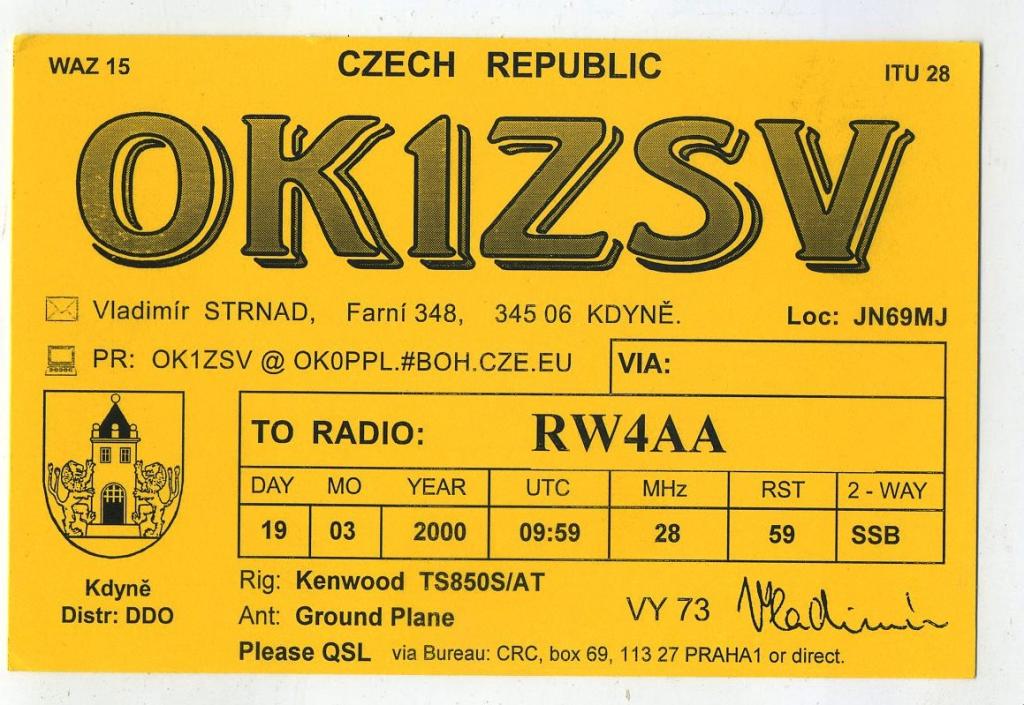 WAZ 15 CZECH REPUBLIC ITU 28
OK1ZSV
Vladimír STRNAD, Farní 348, 345 06 KDYNĚ. Loc: JN69MJ
PR: OK1ZSV @ OK0PPL.#BOH.CZE.EU VIA:
TO RADIO: RW4AA
DAY MO YEAR UTC MHz RST 2 - WAY
19 03 2000 09:59 28 59 SSB
Kdyně
Distr: DDO
Rig: Kenwood TS850S/AT
Ant: Ground Plane
VY 73 Vladimír
Please QSL via Bureau: CRC, box 69, 113 27 PRAHA1 or direct.